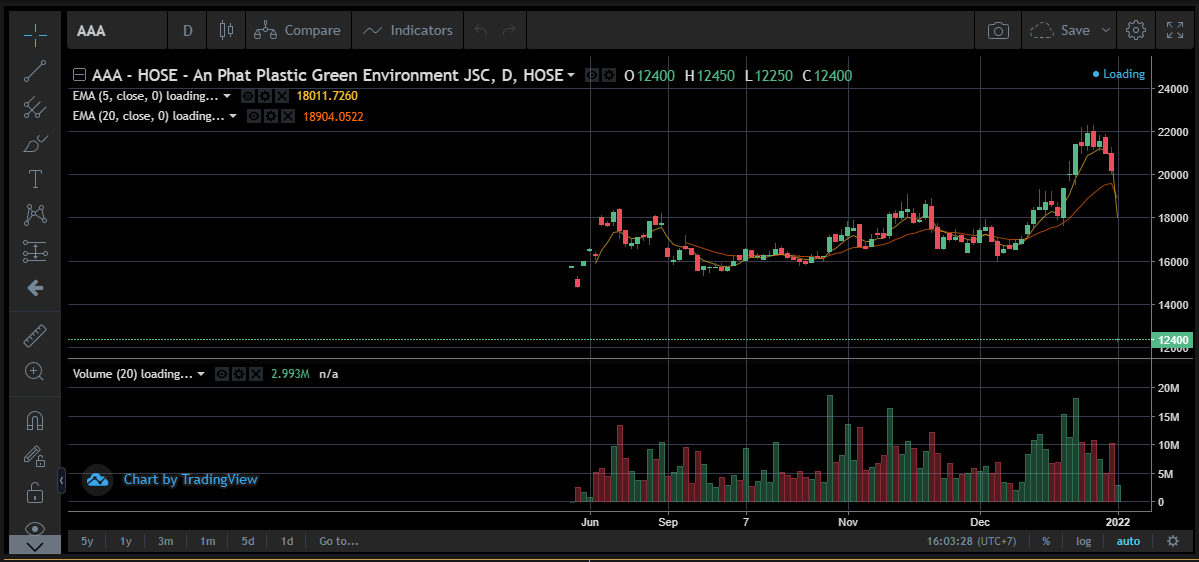 AAA D Compare Indicators Save
AAA - HOSE - An Phat Plastic Green Environment JSC, D, HOSE O12400 H12450 L12250 C12400
Loading
EMA (5, close, 0) loading... 18011.7260
EMA (20, close, 0) loading... 18904.0522
24000
22000
20000
18000
16000
14000
12400
12000
Volume (20) loading... 2.993M n/a
20M
15M
10M
5M
0
Chart by TradingView
Jun Sep 7 Nov Dec 2022
5y 1y 3m 1m 5d 1d Go to... 16:03:28 (UTC+7) % log auto